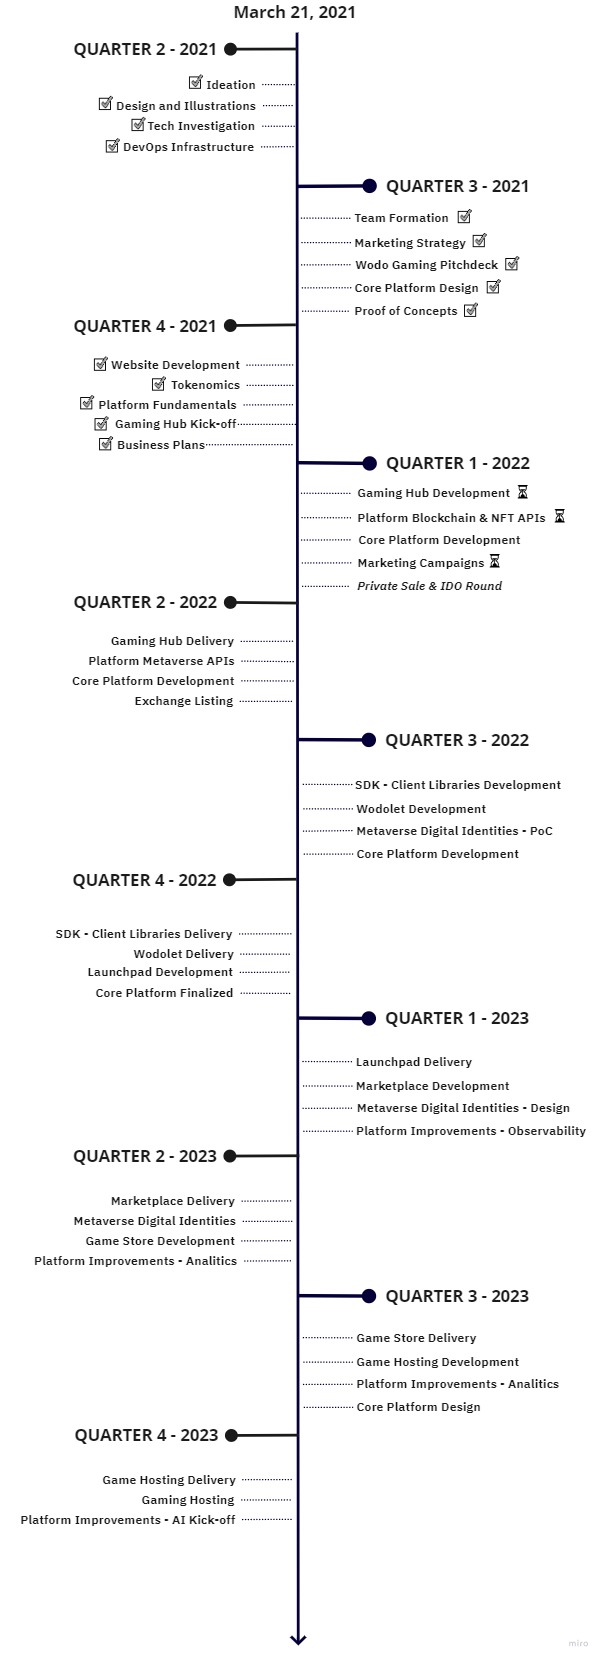 March 21, 2021
QUARTER 2 - 2021
Ideation
Design and Illustrations
Tech Investigation
DevOps Infrastructure
QUARTER 3 - 2021
Team Formation
Marketing Strategy
Wodo Gaming Pitchdeck
Core Platform Design
Proof of Concepts
QUARTER 4 - 2021
Website Development
Tokenomics
Platform Fundamentals
Gaming Hub Kick-off
Business Plans
QUARTER 1 - 2022
Gaming Hub Development
Platform Blockchain & NFT APIs
Core Platform Development
Marketing Campaigns
Private Sale & IDO Round
QUARTER 2 - 2022
Gaming Hub Delivery
Platform Metaverse APIs
Core Platform Development
Exchange Listing
QUARTER 3 - 2022
SDK - Client Libraries Development
Wodolet Development
Metaverse Digital Identities - PoC
Core Platform Development
QUARTER 4 - 2022
SDK - Client Libraries Delivery
Wodolet Delivery
Launchpad Development
Core Platform Finalized
QUARTER 1 - 2023
Launchpad Delivery
Marketplace Development
Metaverse Digital Identities - Design
Platform Improvements - Observability
QUARTER 2 - 2023
Marketplace Delivery
Metaverse Digital Identities
Game Store Development
Platform Improvements - Analitics
QUARTER 3 - 2023
Game Store Delivery
Game Hosting Development
Platform Improvements - Analitics
Core Platform Design
QUARTER 4 - 2023
Game Hosting Delivery
Gaming Hosting
Platform Improvements - AI Kick-off
miro